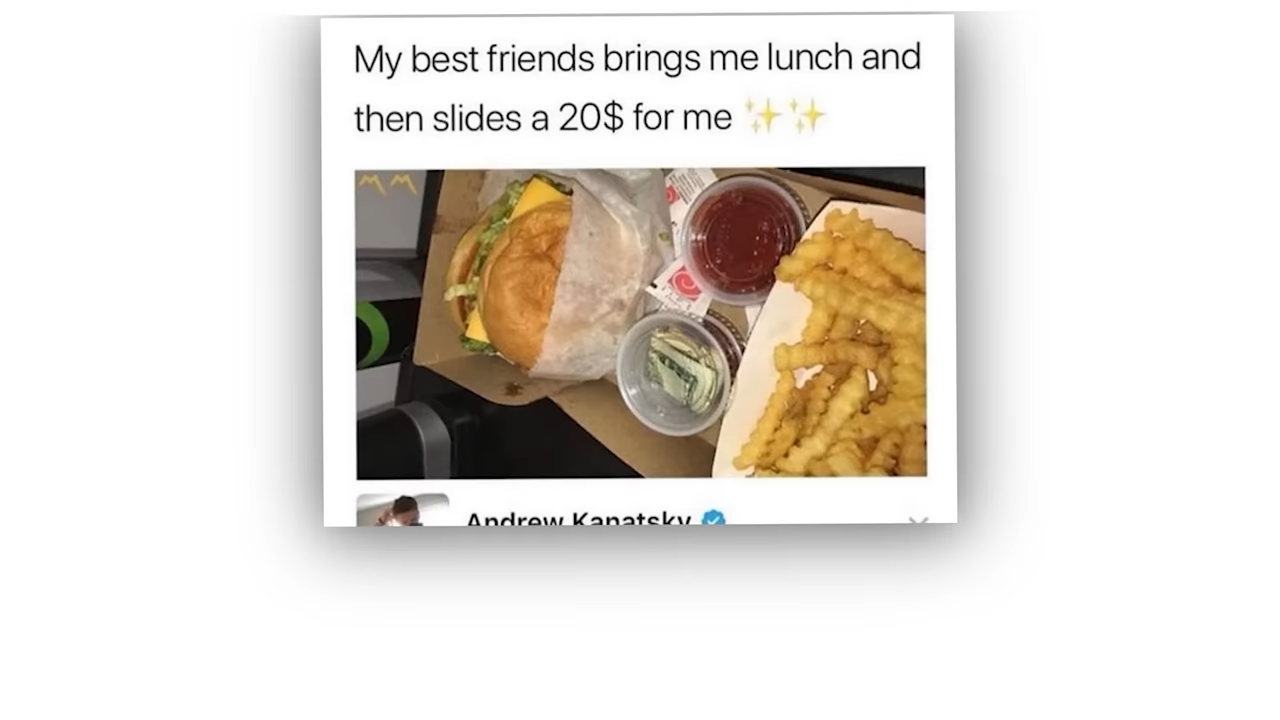 My best friends brings me lunch and
then slides a 20$ for me ✨✨
Andrew Kanatsky